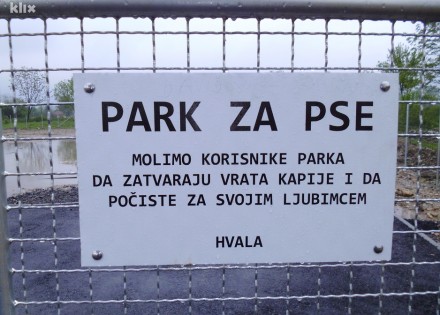 klix
PARK ZA PSE
MOLIMO KORISNIKE PARKA
DA ZATVARAJU VRATA KAPIJE I DA
POČISTE ZA SVOJIM LJUBIMCEM
HVALA